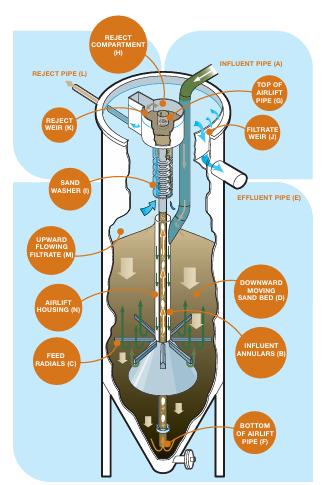 REJECT
COMPARTMENT
(H)
INFLUENT PIPE (A)
REJECT PIPE (L)
TOP OF
AIRLIFT
PIPE (G)
REJECT
WEIR (K)
FILTRATE
WEIR (J)
SAND
WASHER (I)
EFFLUENT PIPE (E)
UPWARD
FLOWING
FILTRATE (M)
DOWNWARD
MOVING
SAND BED (D)
AIRLIFT
HOUSING (N)
FEED
RADIALS (C)
INFLUENT
ANNULARS (B)
BOTTOM
OF AIRLIFT
PIPE (F)